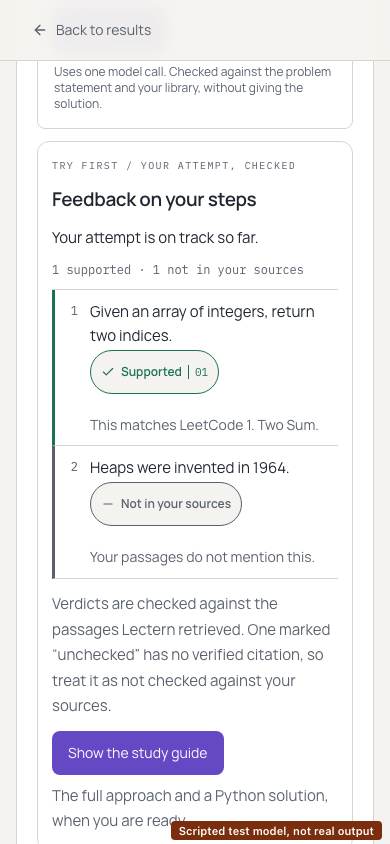 Back to results
Uses one model call. Checked against the problem
statement and your library, without giving the
solution.
TRY FIRST / YOUR ATTEMPT, CHECKED
Feedback on your steps
Your attempt is on track so far.
1 supported · 1 not in your sources
1 Given an array of integers, return
two indices.
Supported | 01
This matches LeetCode 1. Two Sum.
2 Heaps were invented in 1964.
Not in your sources
Your passages do not mention this.
Verdicts are checked against the
passages Lectern retrieved. One marked
“unchecked” has no verified citation, so
treat it as not checked against your
sources.
Show the study guide
The full approach and a Python solution,
when you are ready.
Scripted test model, not real output